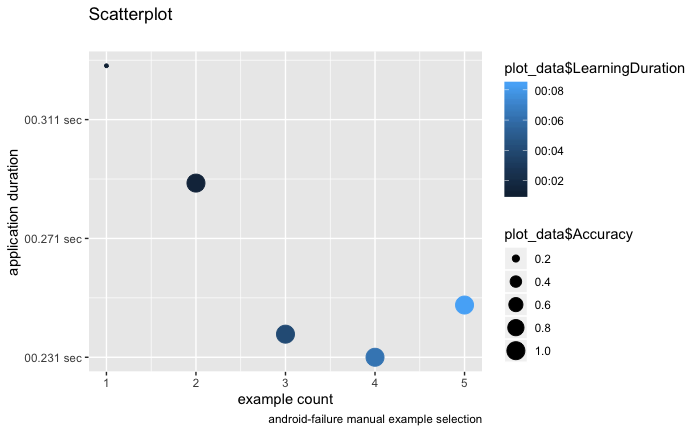 Scatterplot
00.311 sec
00.271 sec
00.231 sec
application duration
1 2 3 4 5
example count
android-failure manual example selection
plot_data$LearningDuration
00:08
00:06
00:04
00:02
plot_data$Accuracy
0.2
0.4
0.6
0.8
1.0